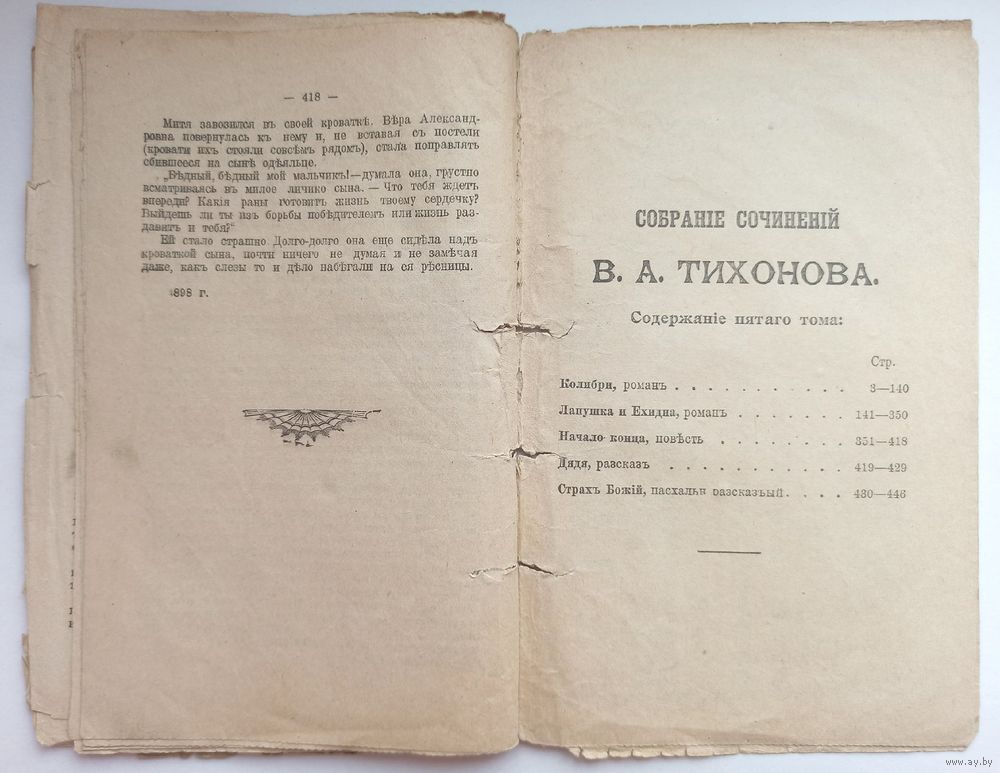 — 418 —
Митя завозился въ своей кроваткѣ. Вѣра Александ-
ровна повернулась къ нему и, не вставая съ постели
(кровати ихъ стояли совсѣмъ рядомъ), стала поправлять
сбившееся на сынѣ одѣяльце.
„Бѣдный, бѣдный мой мальчикъ!—думала она, грустно
всматриваясь въ милое личико сына. — Что тебя ждетъ
впереди? Какія раны готовитъ жизнь твоему сердечку?
Выйдешь ли ты изъ борьбы побѣдителемъ или жизнь раз-
давитъ и тебя?“
Ей стало страшно Долго-долго она еще сидѣла надъ
кроваткой сына, почти ничего не думая и не замѣчая
даже, какъ слезы то и дѣло набѣгали на ея рѣсницы.
898 г.
СОБРАНІЕ СОЧИНЕНІЙ
В. А. ТИХОНОВА.
Содержаніе пятаго тома:
Стр.
Колибри, романъ . . . . . . . . . . . 3—140
Лапушка и Ехидна, романъ . . . . . . . 141—350
Начало конца, повѣсть . . . . . . . . 351—418
Дядя, разсказъ . . . . . . . . . . . 419—429
Страхъ Божій, пасхальн разсказъый. . . . 430—446
www.ay.by